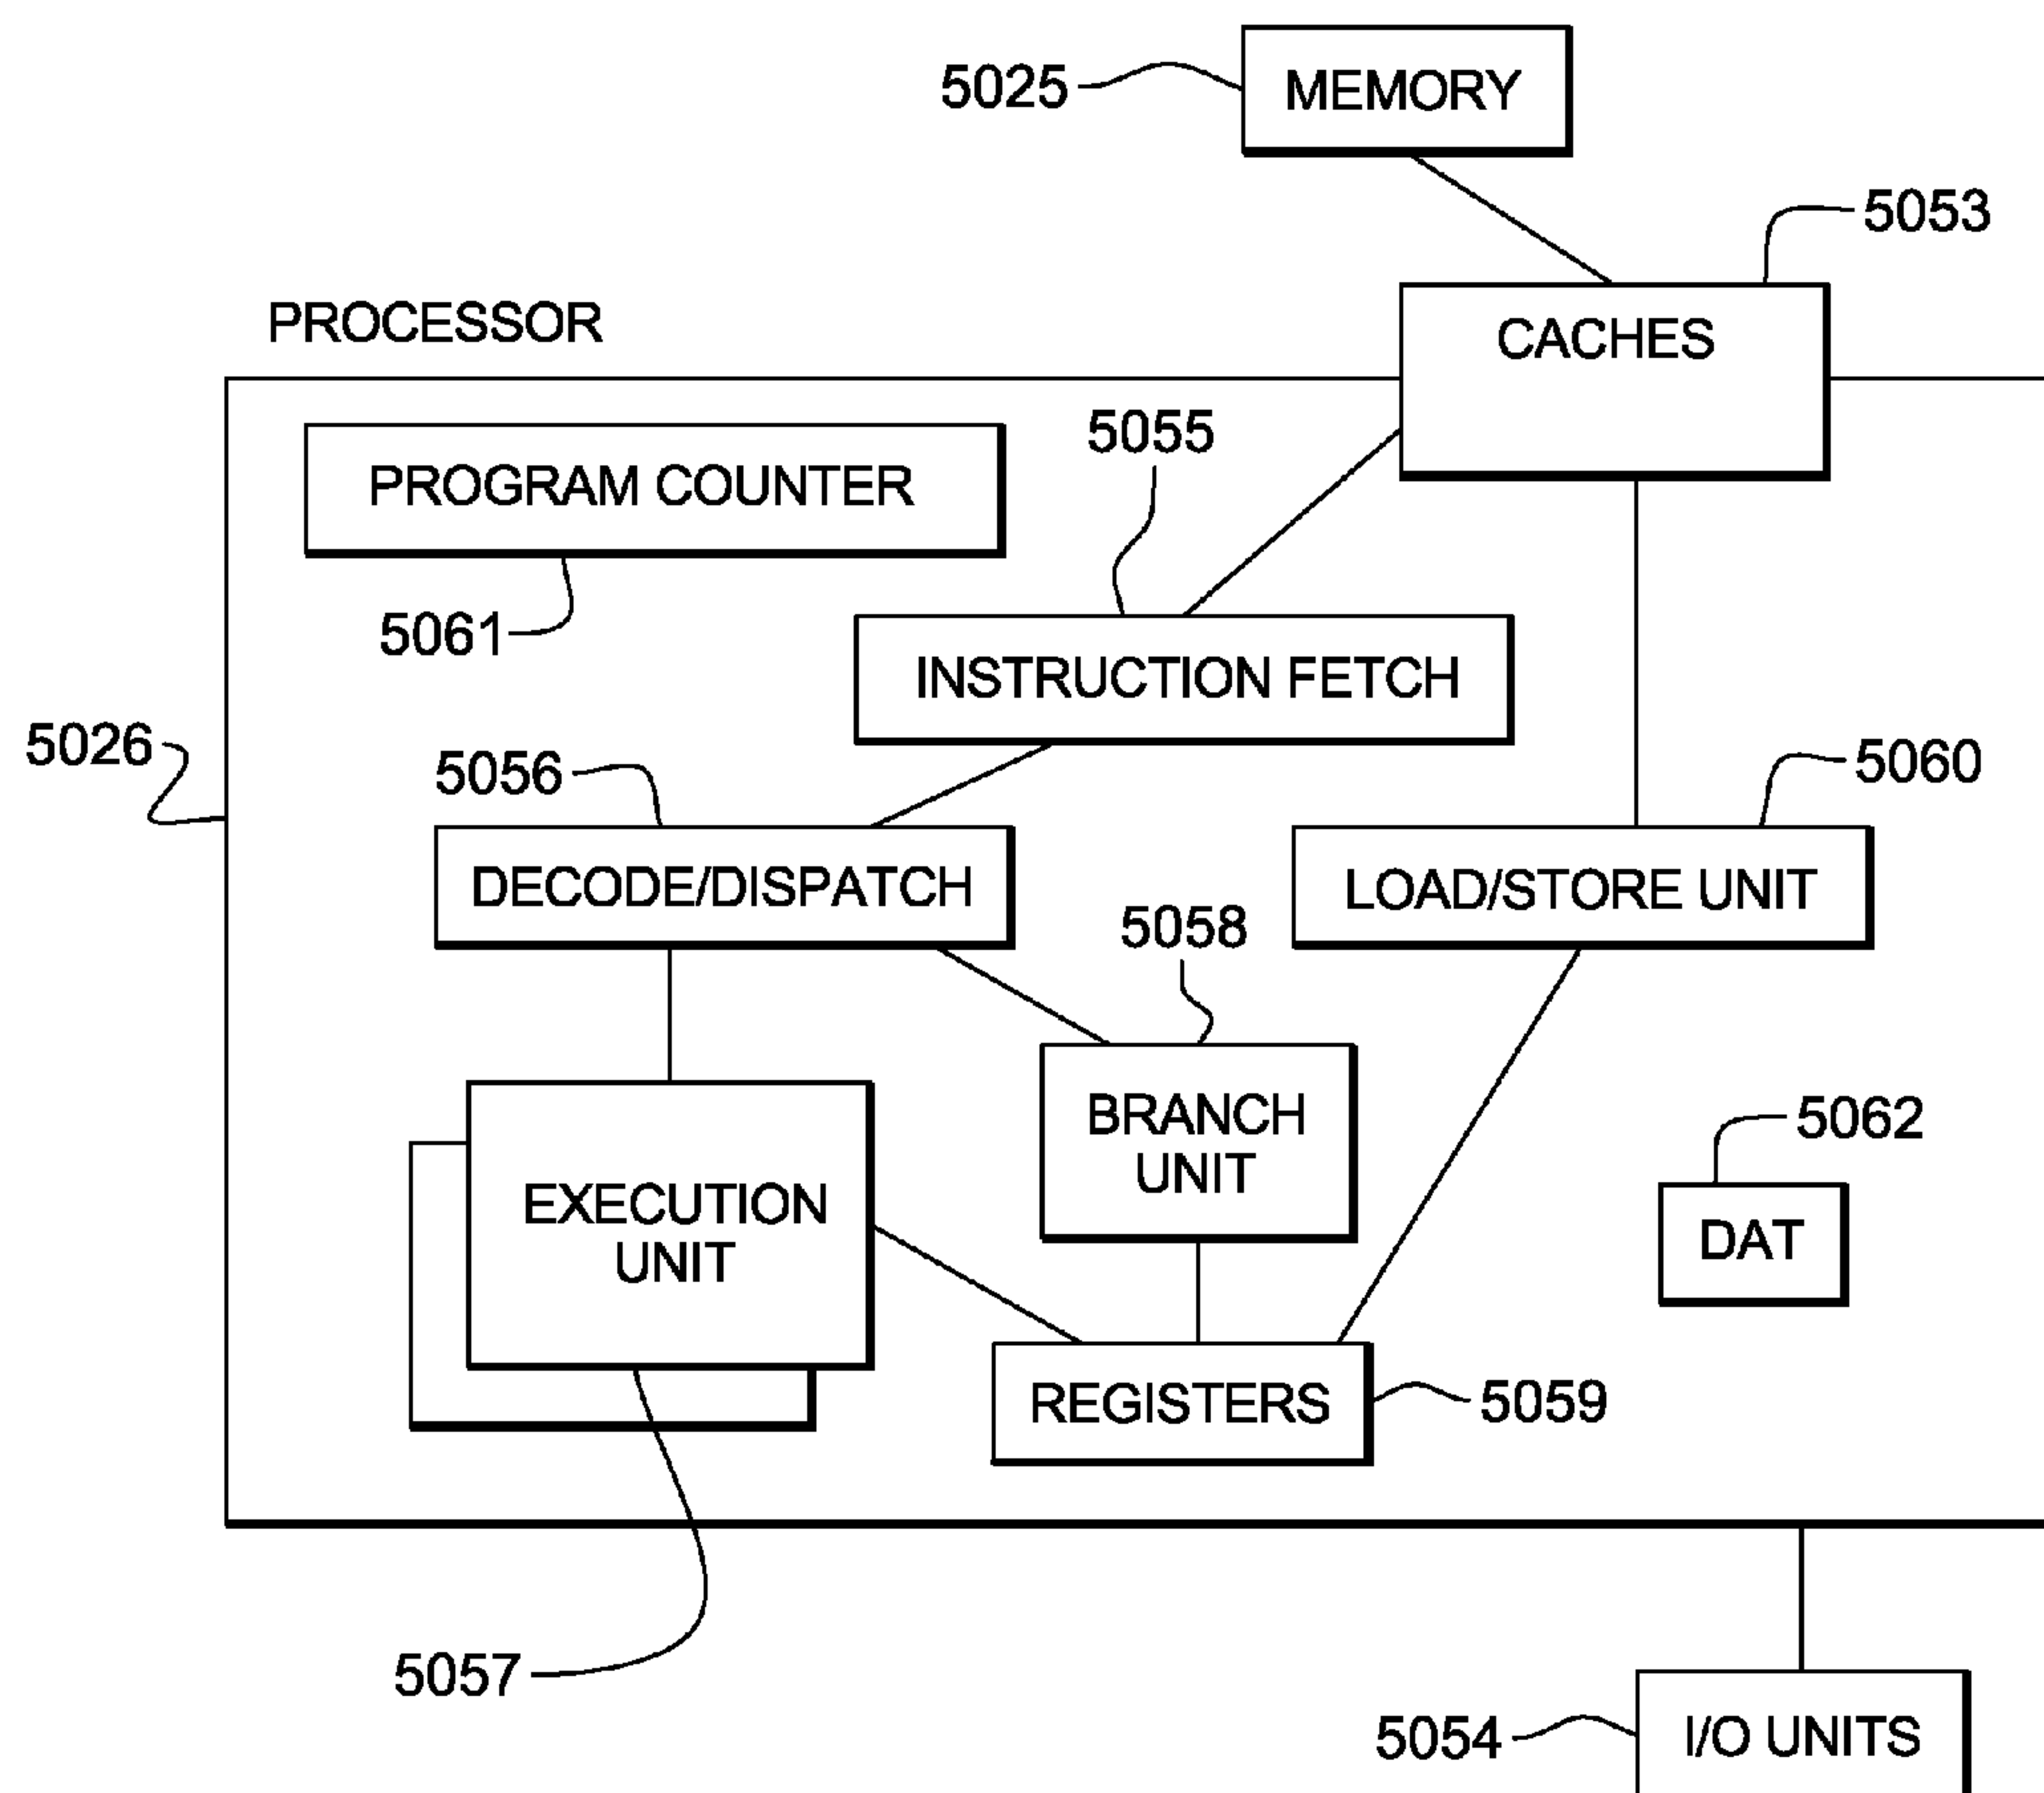 5025
MEMORY
5053
PROCESSOR
CACHES
5055
PROGRAM COUNTER
5061
INSTRUCTION FETCH
5026
5056
5060
DECODE/DISPATCH
LOAD/STORE UNIT
5058
BRANCH
UNIT
5062
EXECUTION
UNIT
DAT
REGISTERS
5059
5057
5054
I/O UNITS